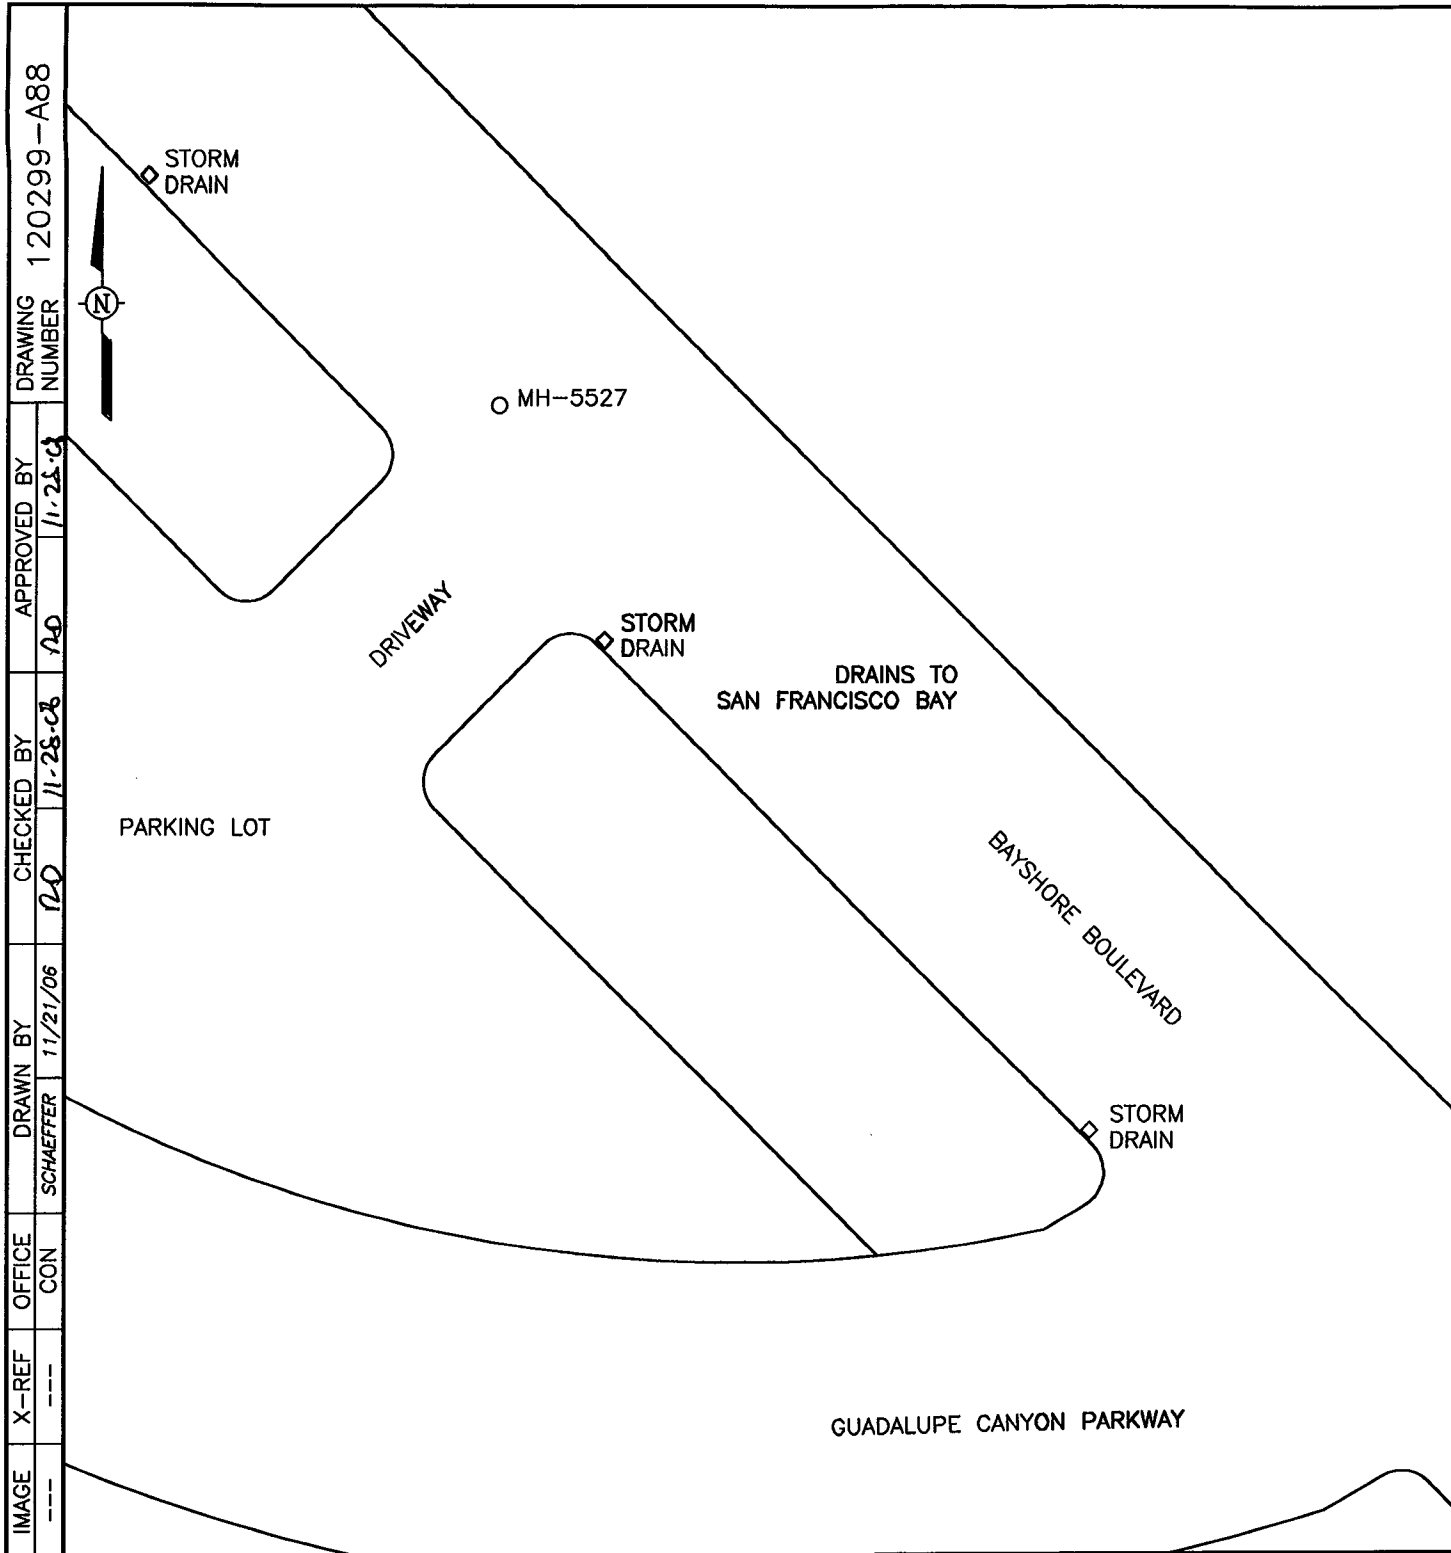 DRAWING
NUMBER
120299-A88
APPROVED BY
CHECKED BY
DRAWN BY
SCHAEFFER
11/21/06
OFFICE
CON
X-REF
---
IMAGE
----
STORM
DRAIN
N
MH-5527
DRIVEWAY
STORM
DRAIN
DRAINS TO
SAN FRANCISCO BAY
PARKING LOT
BAYSHORE BOULEVARD
STORM
DRAIN
GUADALUPE CANYON PARKWAY